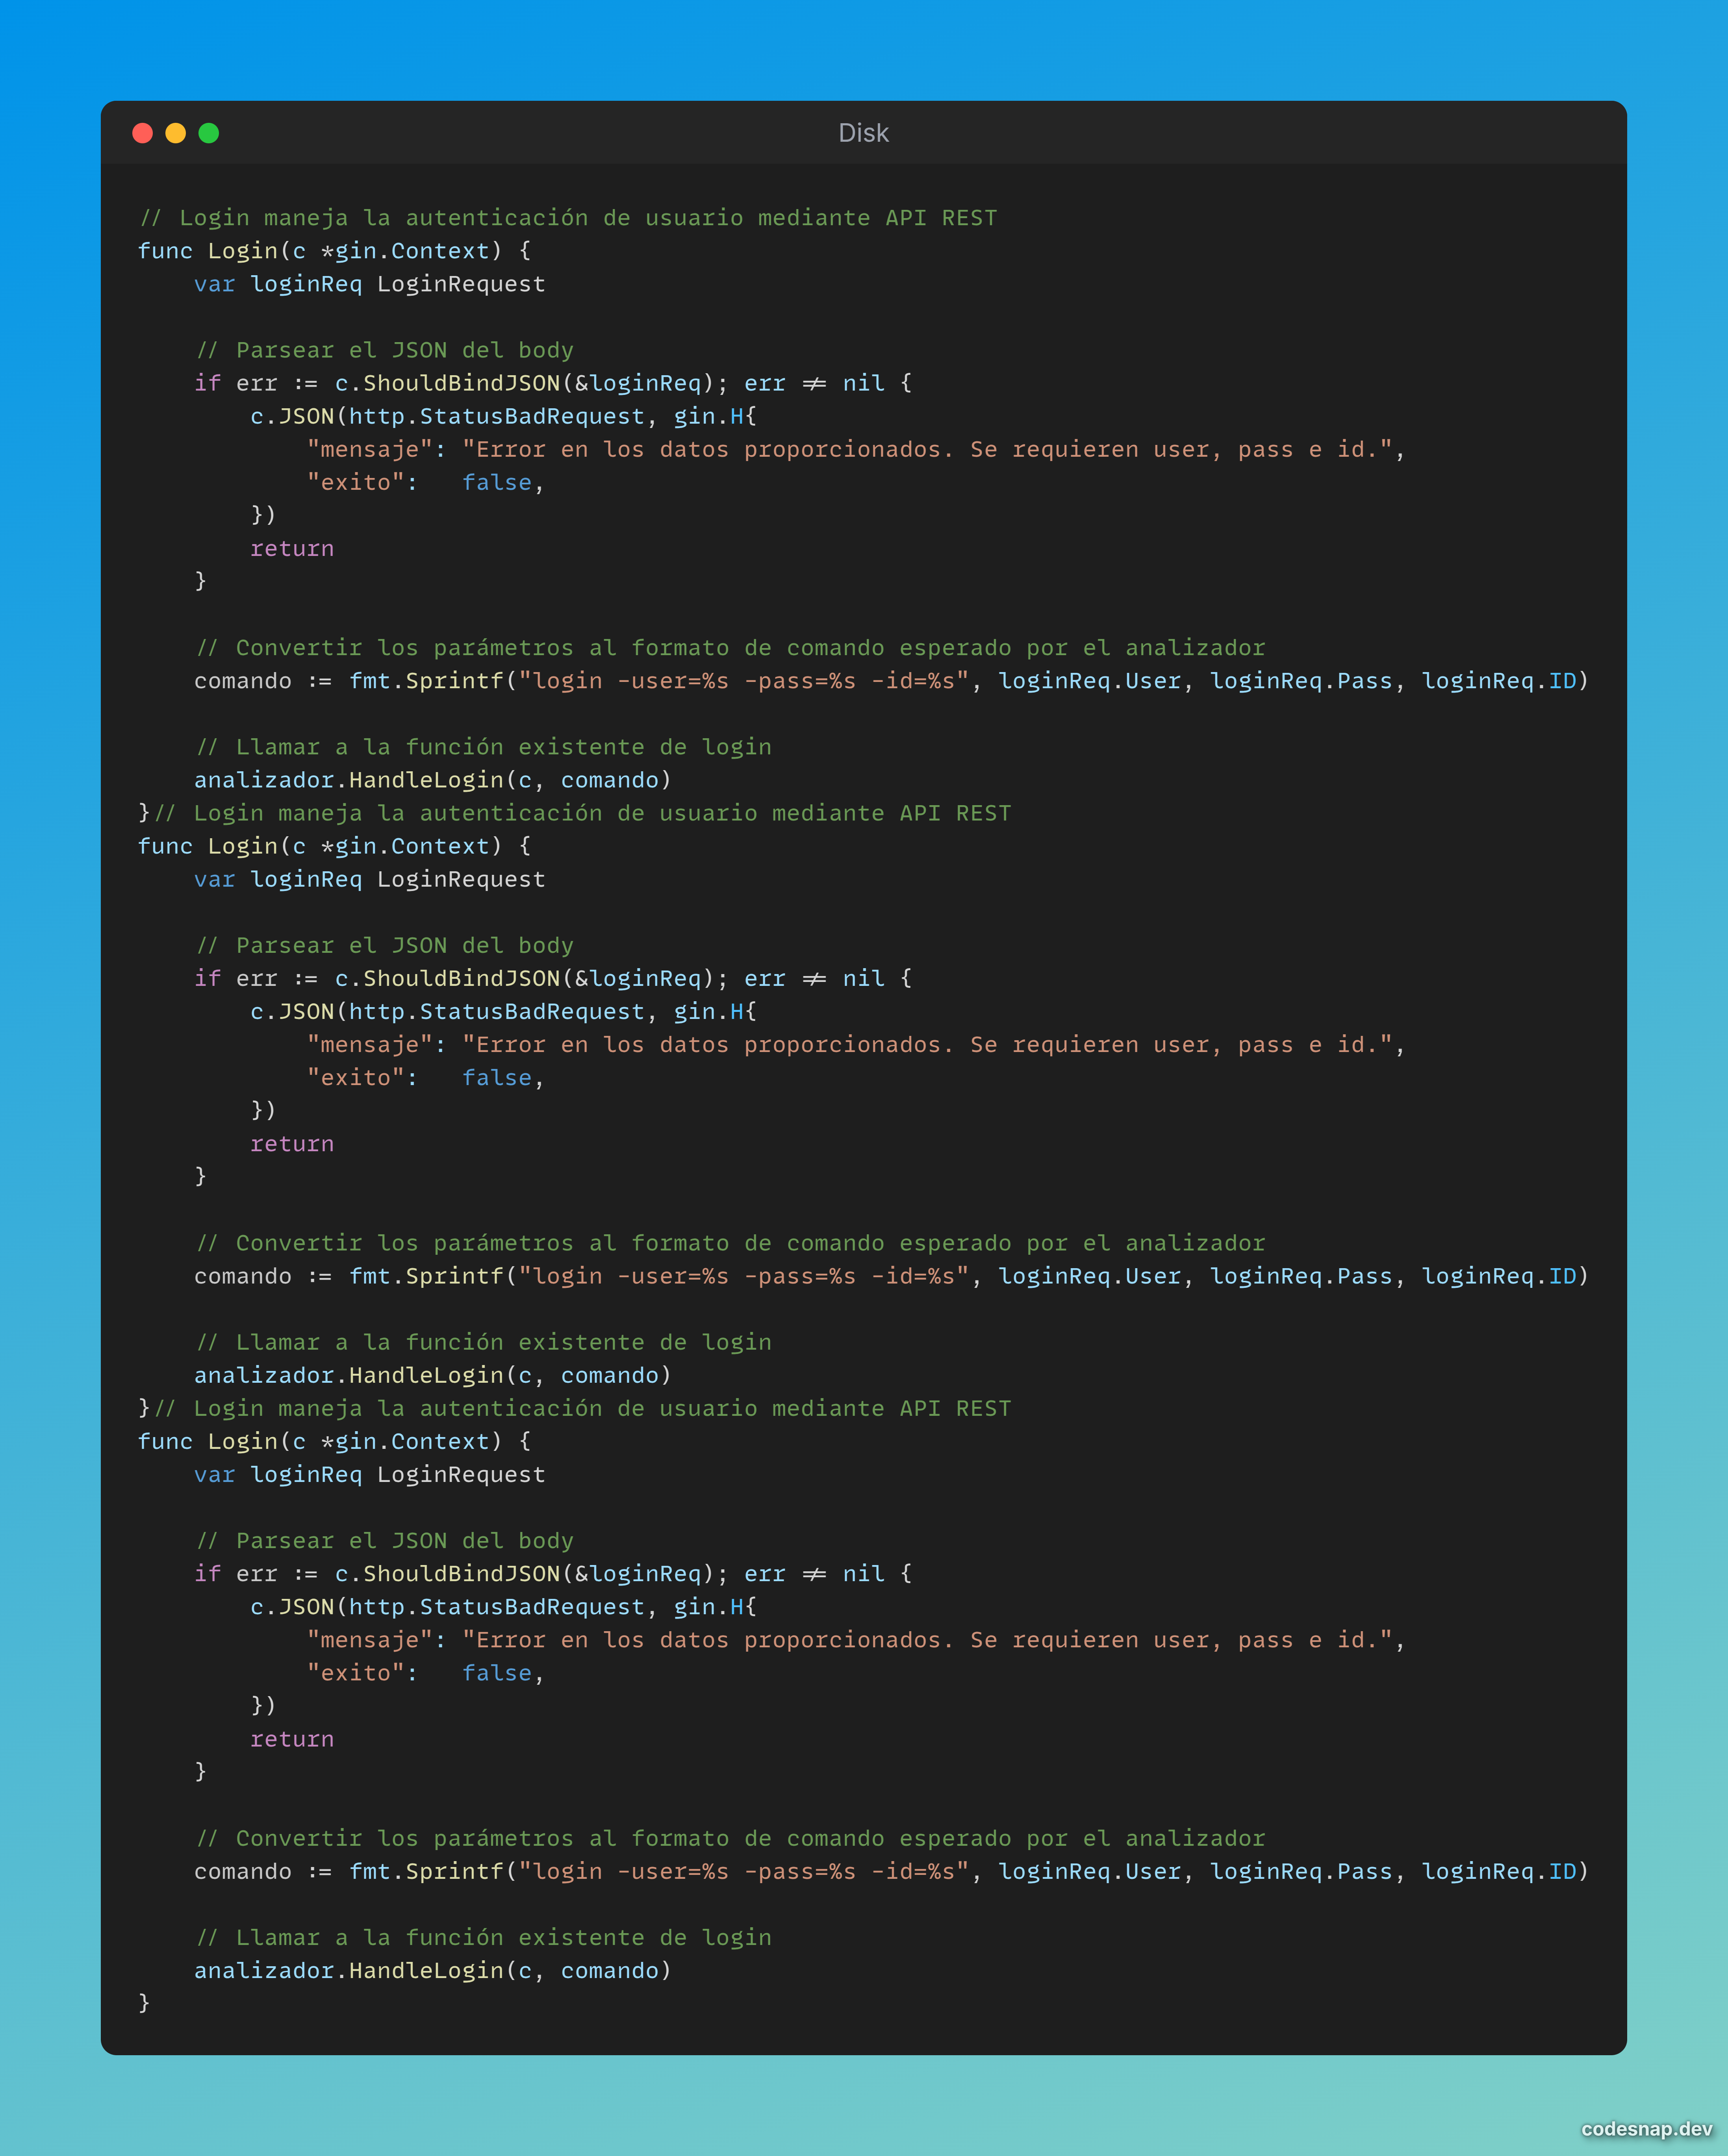 Disk
// Login maneja la autenticación de usuario mediante API REST
func Login(c *gin.Context) {
    var loginReq LoginRequest

    // Parsear el JSON del body
    if err := c.ShouldBindJSON(&loginReq); err != nil {
        c.JSON(http.StatusBadRequest, gin.H{
            "mensaje": "Error en los datos proporcionados. Se requieren user, pass e id.",
            "exito":   false,
        })
        return
    }

    // Convertir los parámetros al formato de comando esperado por el analizador
    comando := fmt.Sprintf("login -user=%s -pass=%s -id=%s", loginReq.User, loginReq.Pass, loginReq.ID)

    // Llamar a la función existente de login
    analizador.HandleLogin(c, comando)
}// Login maneja la autenticación de usuario mediante API REST
func Login(c *gin.Context) {
    var loginReq LoginRequest

    // Parsear el JSON del body
    if err := c.ShouldBindJSON(&loginReq); err != nil {
        c.JSON(http.StatusBadRequest, gin.H{
            "mensaje": "Error en los datos proporcionados. Se requieren user, pass e id.",
            "exito":   false,
        })
        return
    }

    // Convertir los parámetros al formato de comando esperado por el analizador
    comando := fmt.Sprintf("login -user=%s -pass=%s -id=%s", loginReq.User, loginReq.Pass, loginReq.ID)

    // Llamar a la función existente de login
    analizador.HandleLogin(c, comando)
}// Login maneja la autenticación de usuario mediante API REST
func Login(c *gin.Context) {
    var loginReq LoginRequest

    // Parsear el JSON del body
    if err := c.ShouldBindJSON(&loginReq); err != nil {
        c.JSON(http.StatusBadRequest, gin.H{
            "mensaje": "Error en los datos proporcionados. Se requieren user, pass e id.",
            "exito":   false,
        })
        return
    }

    // Convertir los parámetros al formato de comando esperado por el analizador
    comando := fmt.Sprintf("login -user=%s -pass=%s -id=%s", loginReq.User, loginReq.Pass, loginReq.ID)

    // Llamar a la función existente de login
    analizador.HandleLogin(c, comando)
}
codesnap.dev